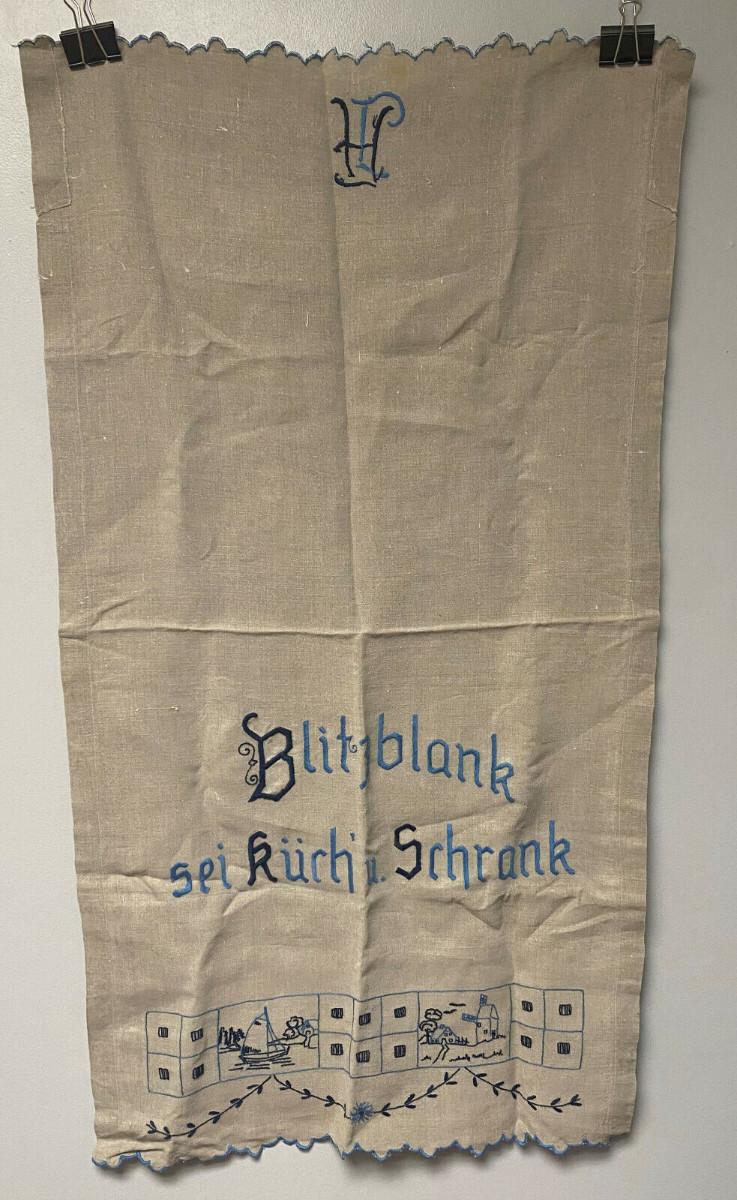 Blitzblank
sei Küch' u. Schrank